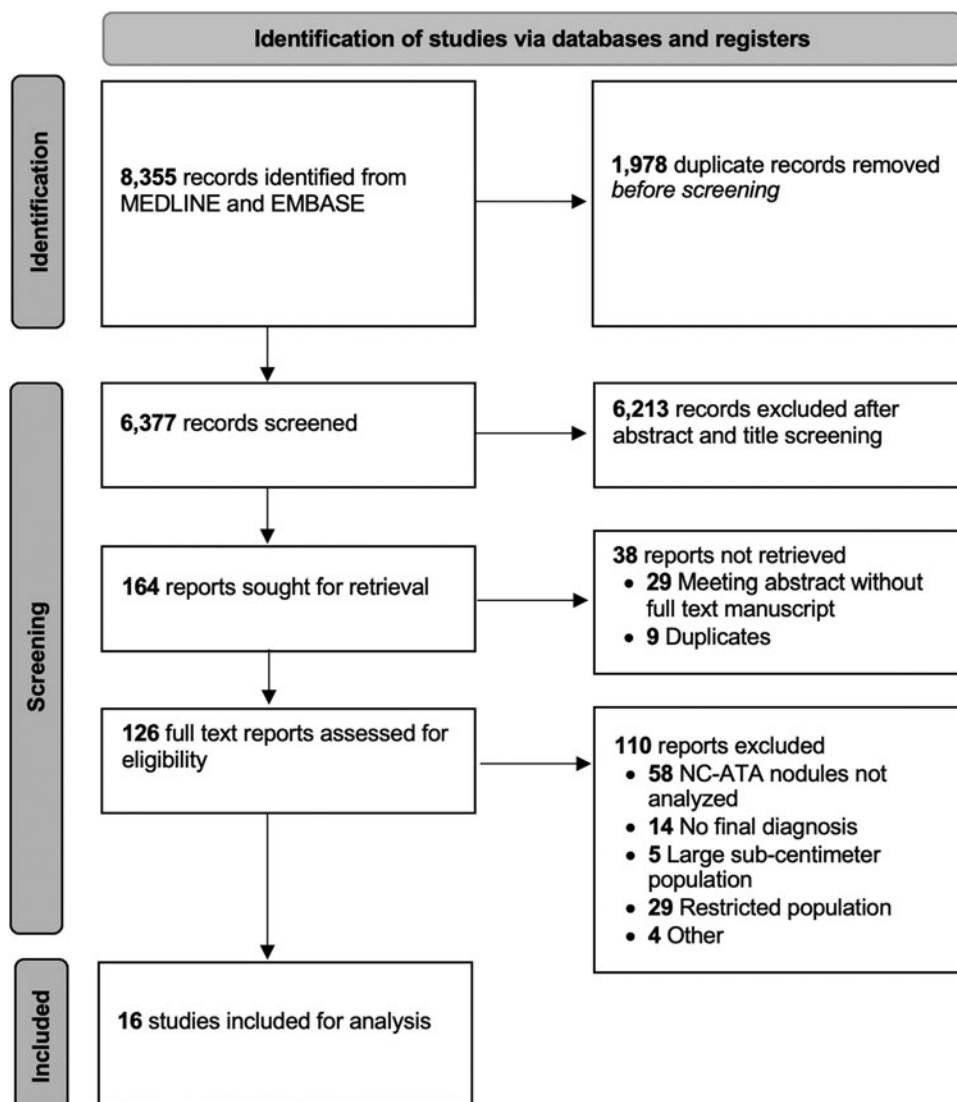 Identification of studies via databases and registers
Identification
8,355 records identified from
MEDLINE and EMBASE
1,978 duplicate records removed
before screening
Screening
6,377 records screened
6,213 records excluded after
abstract and title screening
164 reports sought for retrieval
38 reports not retrieved
• 29 Meeting abstract without
full text manuscript
• 9 Duplicates
126 full text reports assessed for
eligibility
110 reports excluded
• 58 NC-ATA nodules not
analyzed
• 14 No final diagnosis
• 5 Large sub-centimeter
population
• 29 Restricted population
• 4 Other
Included
16 studies included for analysis